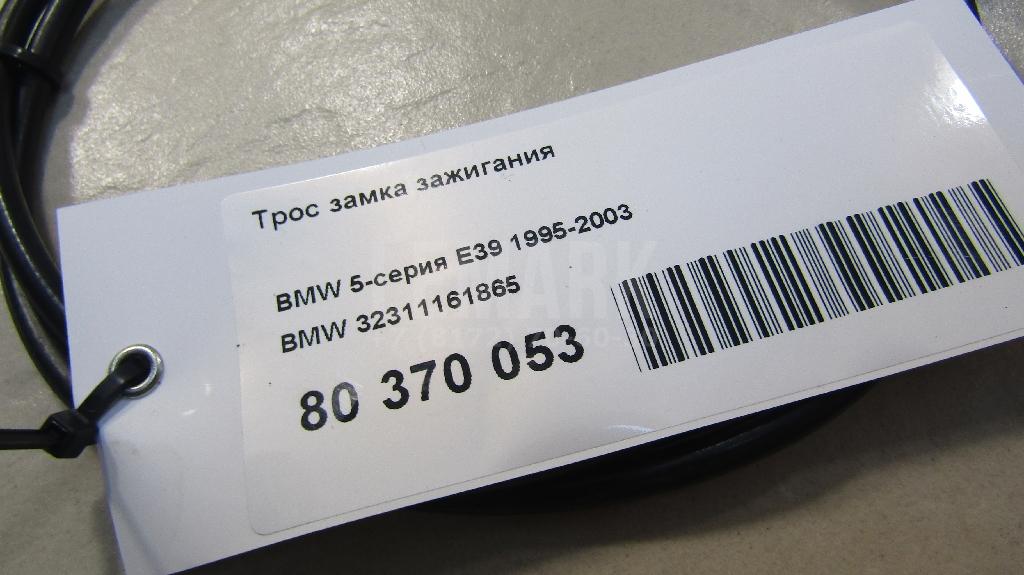 Трос замка зажигания
BMW 5-серия E39 1995-2003
BMW 32311161865
80 370 053